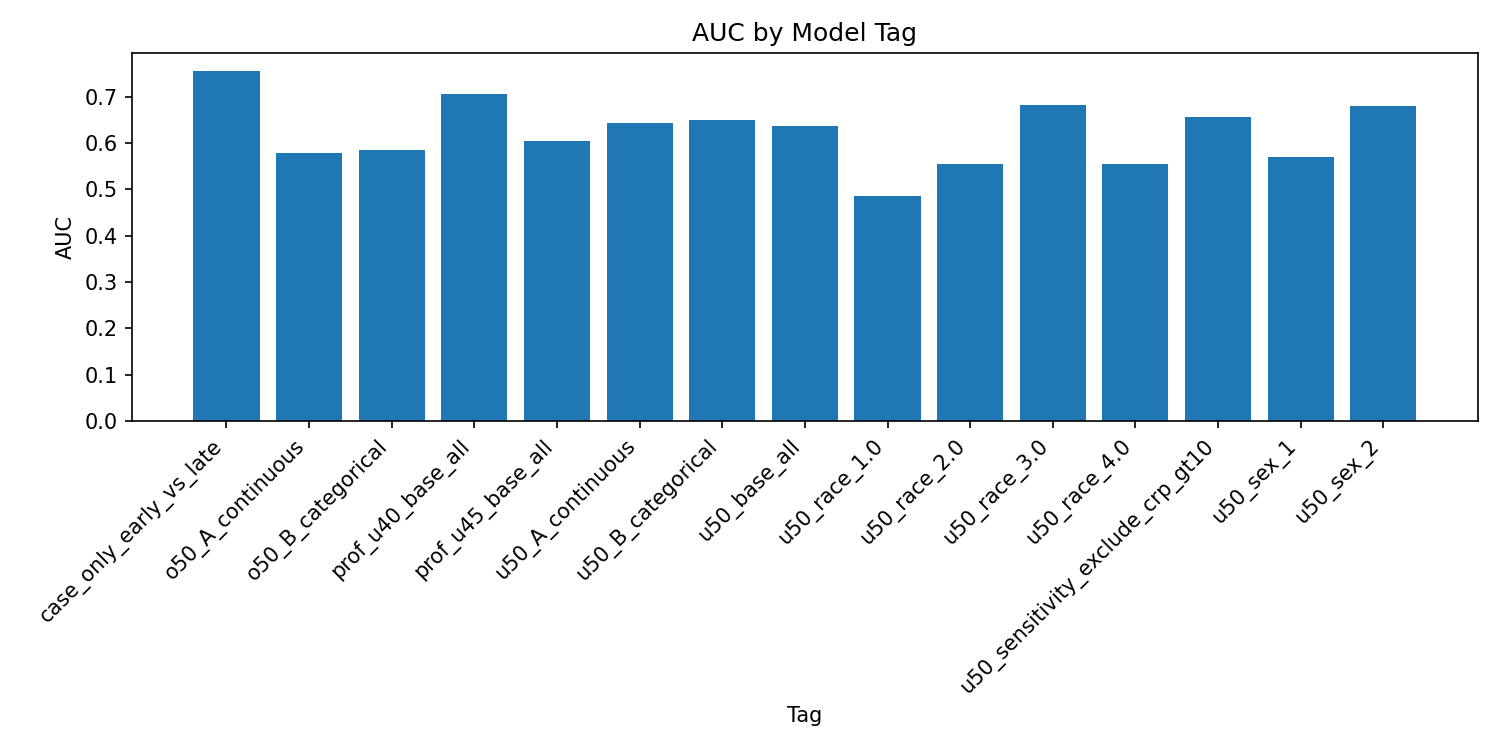 AUC by Model Tag
AUC
0.7
0.6
0.5
0.4
0.3
0.2
0.1
0.0
case_only_early_vs_late
o50_A_continuous
o50_B_categorical
prof_u40_base_all
prof_u45_base_all
u50_A_continuous
u50_B_categorical
u50_base_all
u50_race_1.0
u50_race_2.0
u50_race_3.0
u50_race_4.0
u50_sensitivity_exclude_crp_gt10
u50_sex_1
u50_sex_2
Tag